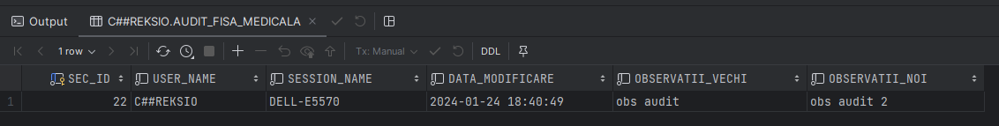 Output C##REKSIO.AUDIT_FISA_MEDICALA
1 row Tx: Manual DDL
SEC_ID USER_NAME SESSION_NAME DATA_MODIFICARE OBSERVATII_VECHI OBSERVATII_NOI
1 22 C##REKSIO DELL-E5570 2024-01-24 18:40:49 obs audit obs audit 2